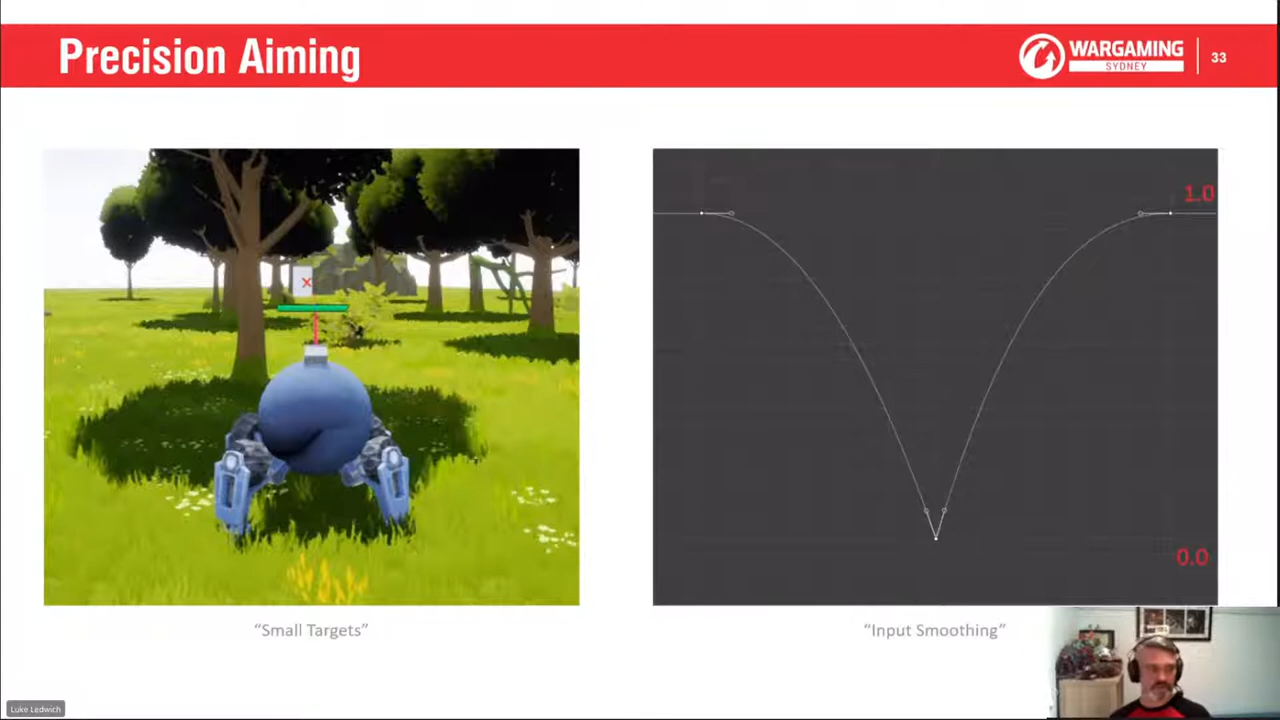 Precision Aiming
WARGAMING
SYDNEY
33
1.0
0.0
“Small Targets”
“Input Smoothing”
Luke Ledwich